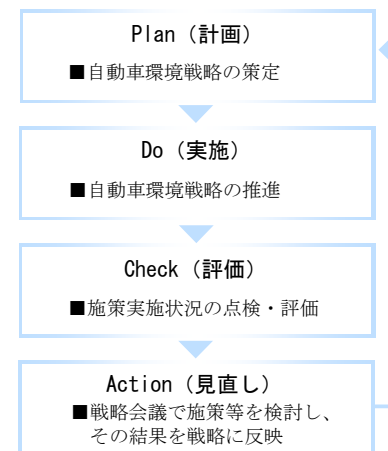 Plan（計画）
■自動車環境戦略の策定
Do（実施）
■自動車環境戦略の推進
Check（評価）
■施策実施状況の点検・評価
Action（見直し）
■戦略会議で施策等を検討し、
その結果を戦略に反映